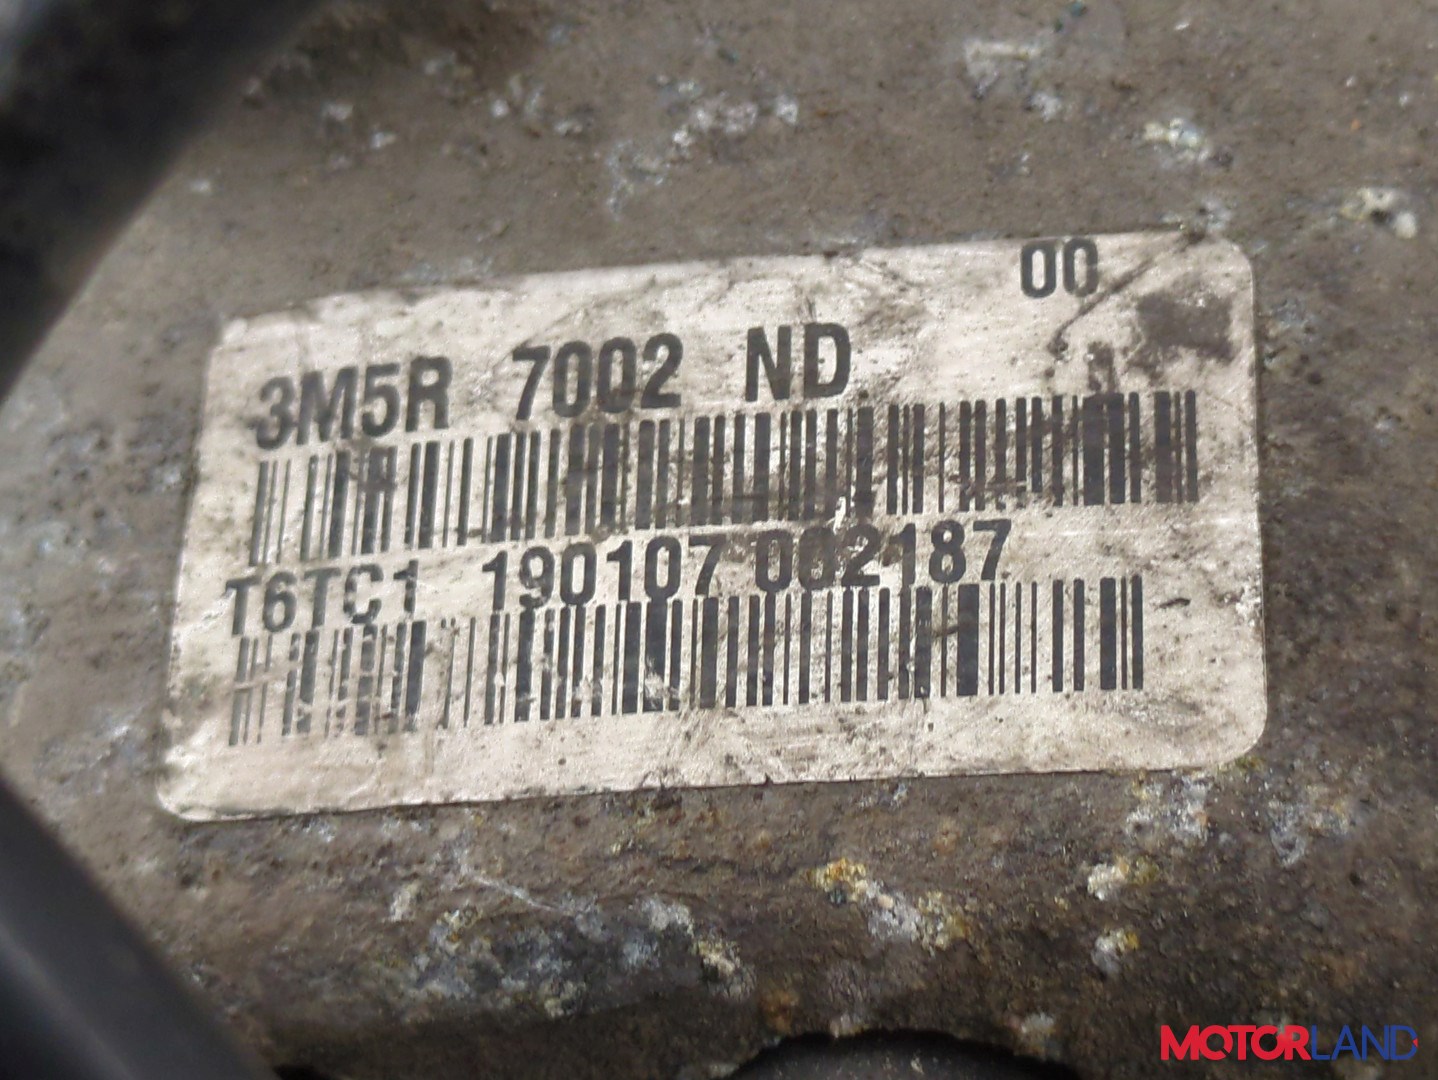 00
3M5R 7002 ND
T6TC1 190107 002187
MOTORLAND